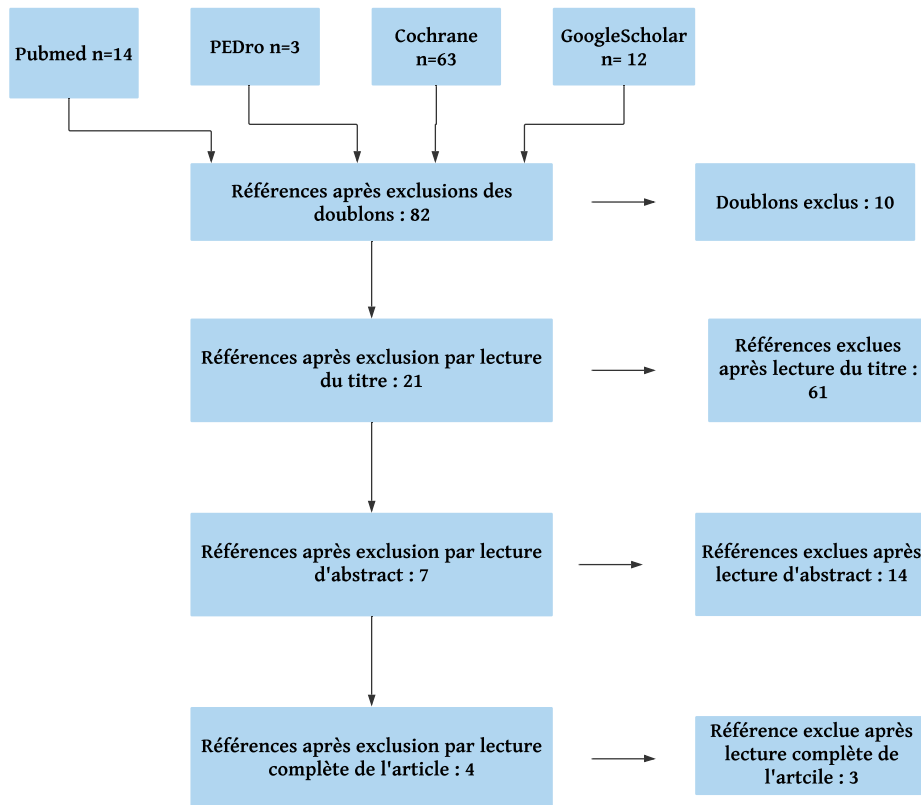 Pubmed n=14
PEDro n=3
Cochrane
n=63
GoogleScholar
n= 12
Références après exclusions des
doublons : 82
Doublons exclus : 10
Références après exclusion par lecture
du titre : 21
Références exclues
après lecture du titre :
61
Références après exclusion par lecture
d'abstract : 7
Références exclues après
lecture d'abstract : 14
Références après exclusion par lecture
complète de l'article : 4
Référence exclue après
lecture complète de
l'artcile : 3